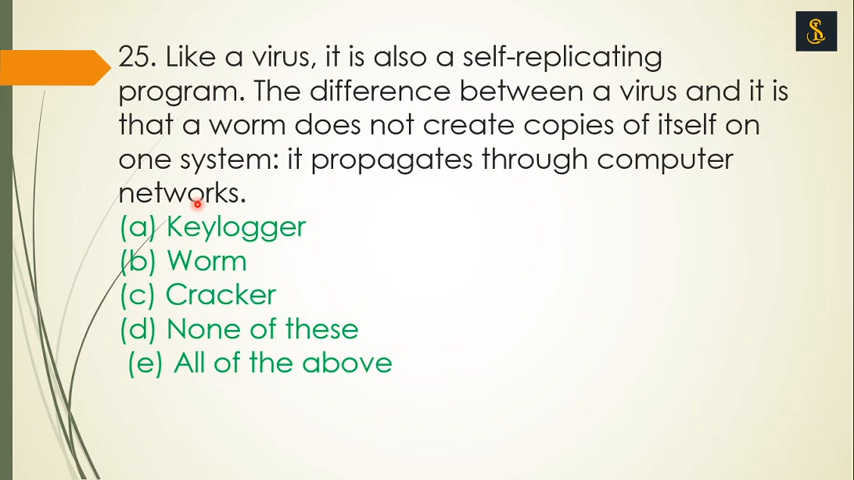 25. Like a virus, it is also a self-replicating
program. The difference between a virus and it is
that a worm does not create copies of itself on
one system: it propagates through computer
networks.
(a) Keylogger
(b) Worm
(c) Cracker
(d) None of these
(e) All of the above